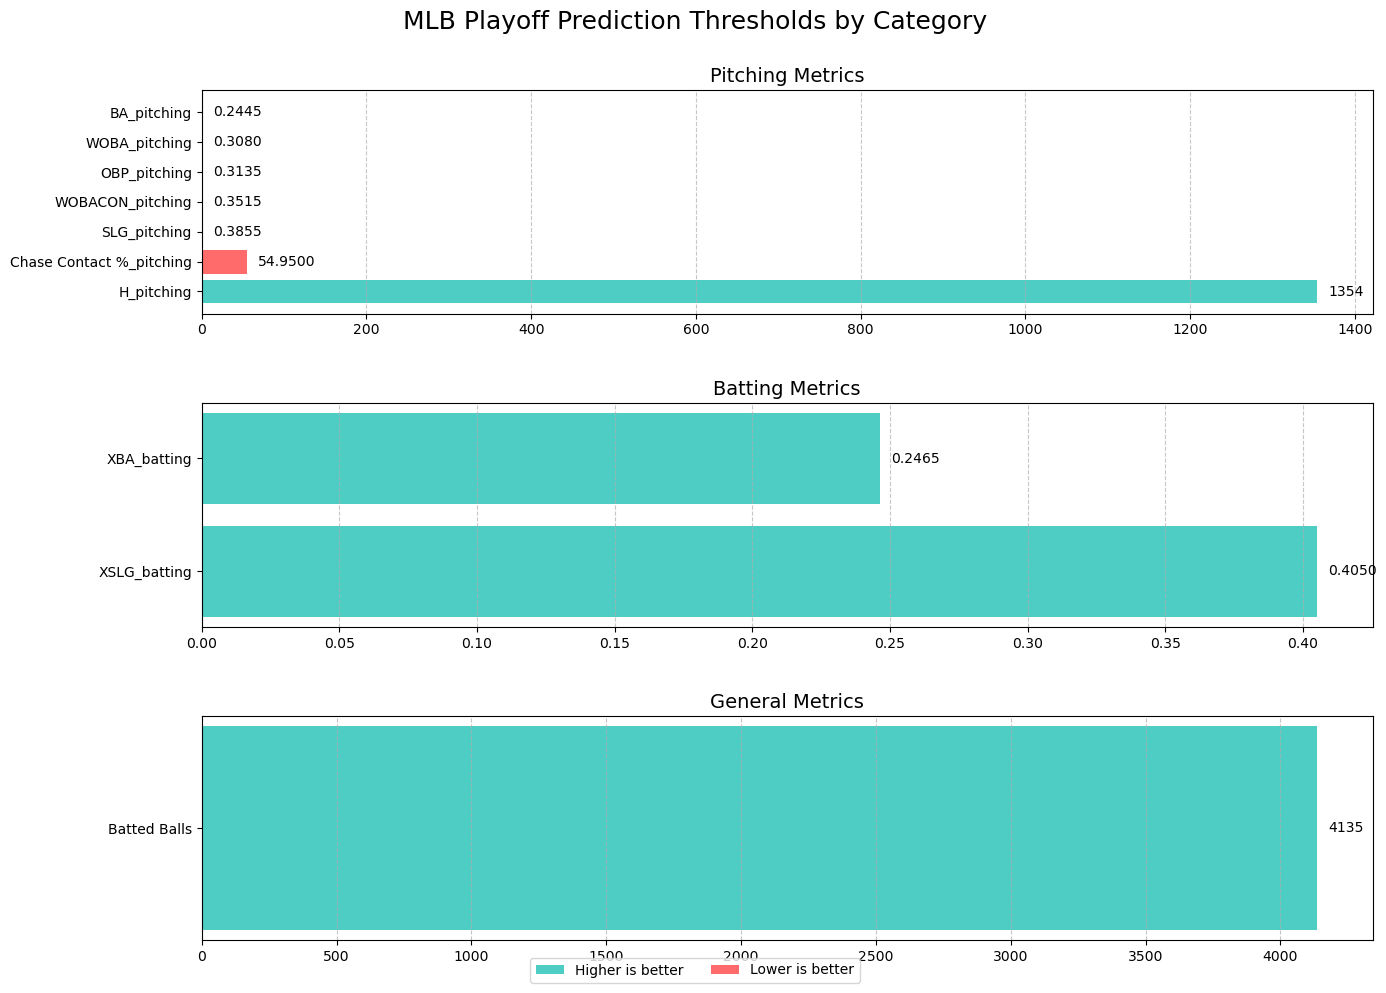 MLB Playoff Prediction Thresholds by Category
Pitching Metrics
BA_pitching 0.2445
WOBA_pitching 0.3080
OBP_pitching 0.3135
WOBACON_pitching 0.3515
SLG_pitching 0.3855
Chase Contact %_pitching 54.9500
H_pitching 1354
0 200 400 600 800 1000 1200 1400
Batting Metrics
XBA_batting 0.2465
XSLG_batting 0.4050
0.00 0.05 0.10 0.15 0.20 0.25 0.30 0.35 0.40
General Metrics
Batted Balls 4135
0 500 1000 1500 2000 2500 3000 3500 4000
Higher is better Lower is better